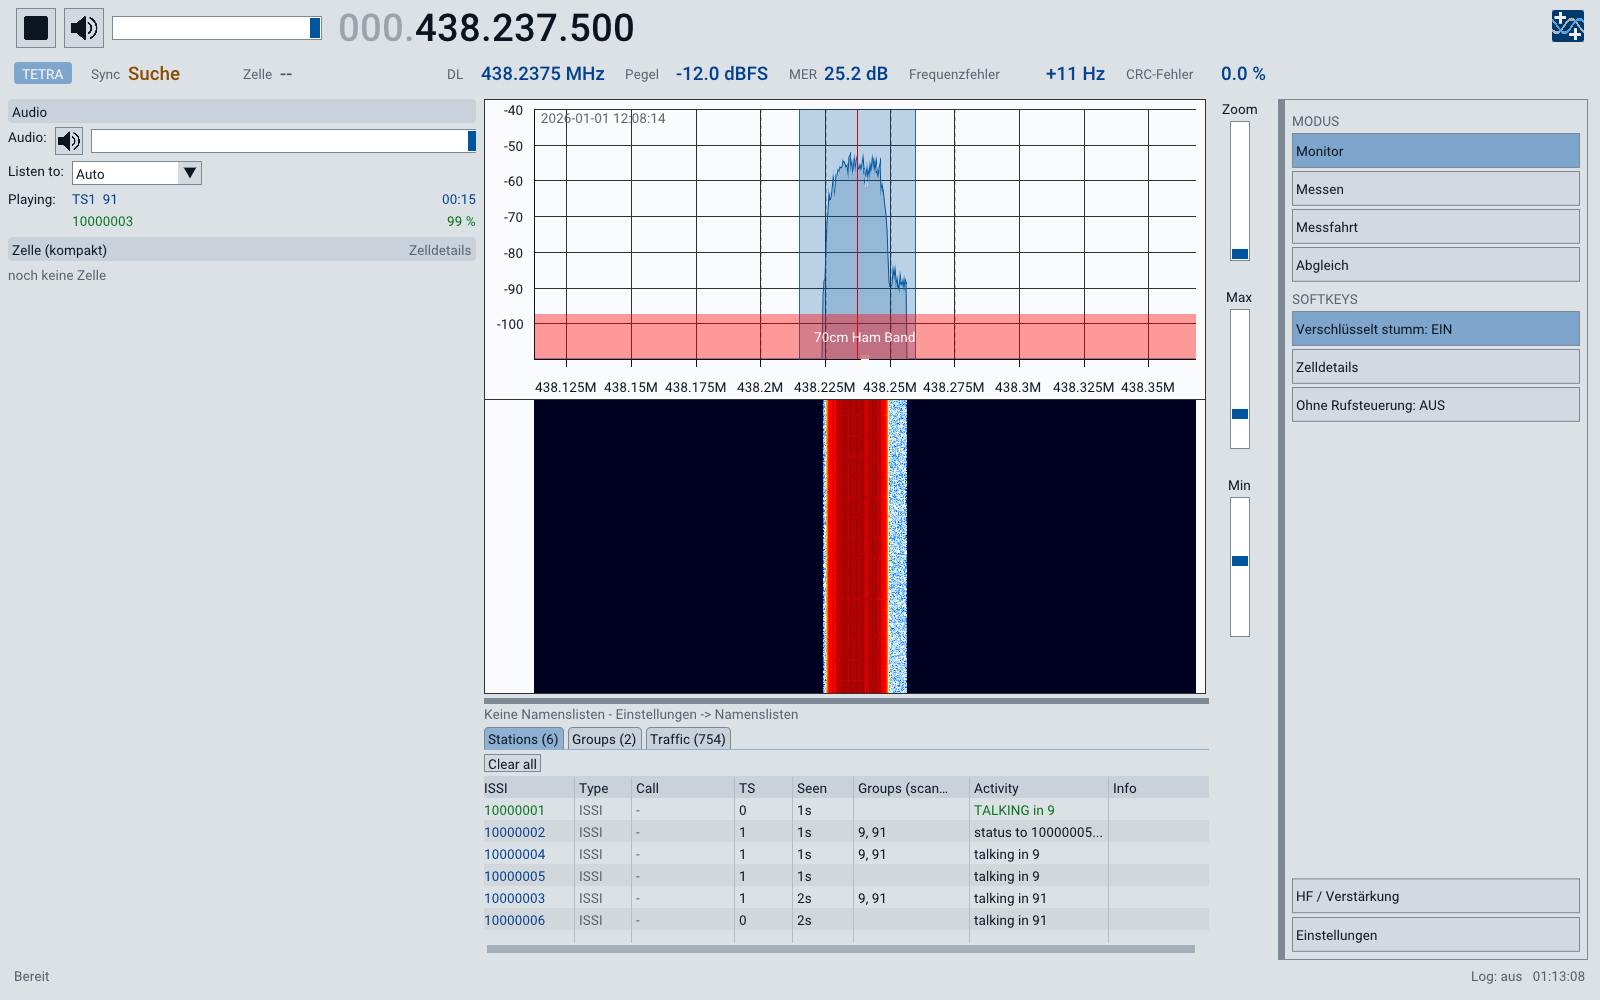 000.438.237.500
TETRA Sync Suche Zelle -- DL 438.2375 MHz Pegel -12.0 dBFS MER 25.2 dB Frequenzfehler +11 Hz CRC-Fehler 0.0 %
Audio
Audio:
Listen to: Auto
Playing: TS1 91 00:15
10000003 99 %
Zelle (kompakt) Zelldetails
noch keine Zelle
2026-01-01 12:08:14
-40
-50
-60
-70
-80
-90
-100
70cm Ham Band
438.125M 438.15M 438.175M 438.2M 438.225M 438.25M 438.275M 438.3M 438.325M 438.35M
Zoom
Max
Min
Keine Namenslisten - Einstellungen -> Namenslisten
Stations (6) Groups (2) Traffic (754)
Clear all
ISSI Type Call TS Seen Groups (scan... Activity Info
10000001 ISSI - 0 1s TALKING in 9
10000002 ISSI - 1 1s 9, 91 status to 10000005...
10000004 ISSI - 1 1s 9, 91 talking in 9
10000005 ISSI - 1 1s talking in 9
10000003 ISSI - 1 2s 9, 91 talking in 91
10000006 ISSI - 0 2s talking in 91
MODUS
Monitor
Messen
Messfahrt
Abgleich
SOFTKEYS
Verschlüsselt stumm: EIN
Zelldetails
Ohne Rufsteuerung: AUS
HF / Verstärkung
Einstellungen
Bereit Log: aus 01:13:08